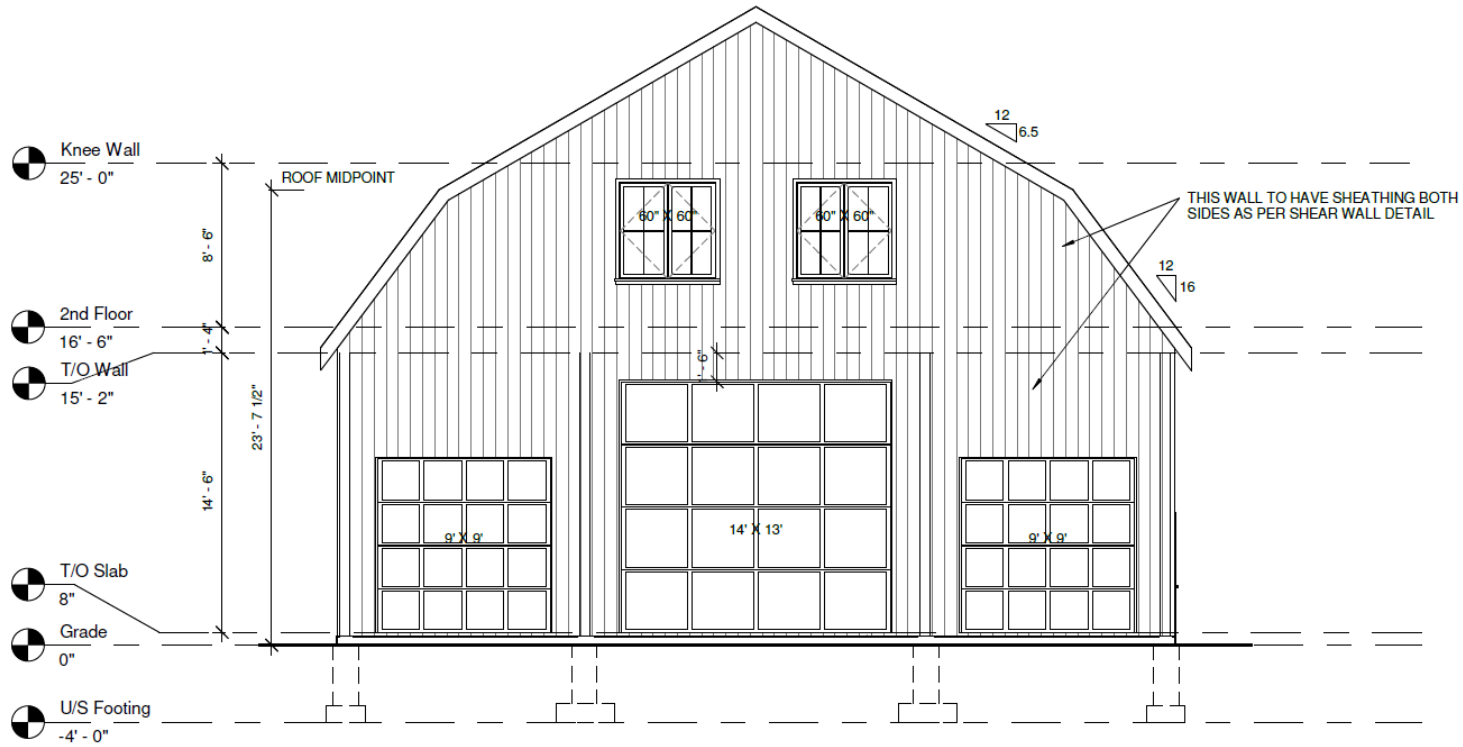 12
6.5
Knee Wall
25' - 0"
ROOF MIDPOINT
THIS WALL TO HAVE SHEATHING BOTH
SIDES AS PER SHEAR WALL DETAIL
60" X 60"
60" X 60"
8' - 6"
12
16
2nd Floor
16' - 6"
1' - 4"
T/O Wall
15' - 2"
23' - 7 1/2"
14' - 6"
9' X 9'
14' X 13'
9' X 9'
T/O Slab
8"
Grade
0"
U/S Footing
-4' - 0"